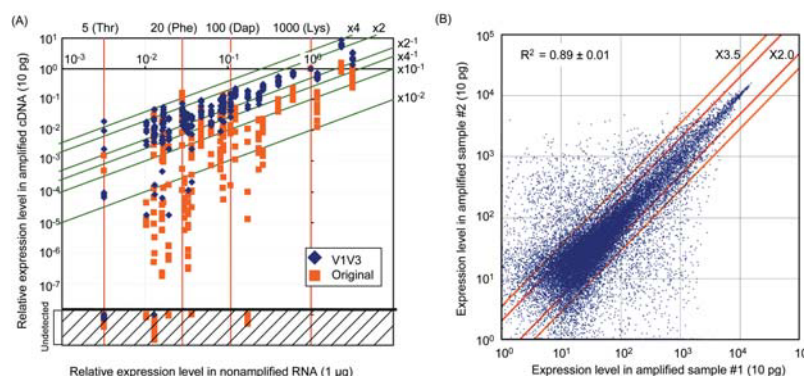 (A)
5 (Thr) 20 (Phe) 100 (Dap) 1000 (Lys) x4 x2
x2-1
x4-1
x10-1
x10-2
10-3 10-2 10-1 100
101
100
10-1
10-2
10-3
10-4
10-5
10-6
10-7
Undetected
Relative expression level in amplified cDNA (10 pg)
V1V3
Original
Relative expression level in nonamplified RNA (1 µg)
(B)
R2 = 0.89 ± 0.01
X3.5 X2.0
105
104
103
102
101
100
Expression level in amplified sample #2 (10 pg)
100 101 102 103 104 105
Expression level in amplified sample #1 (10 pg)